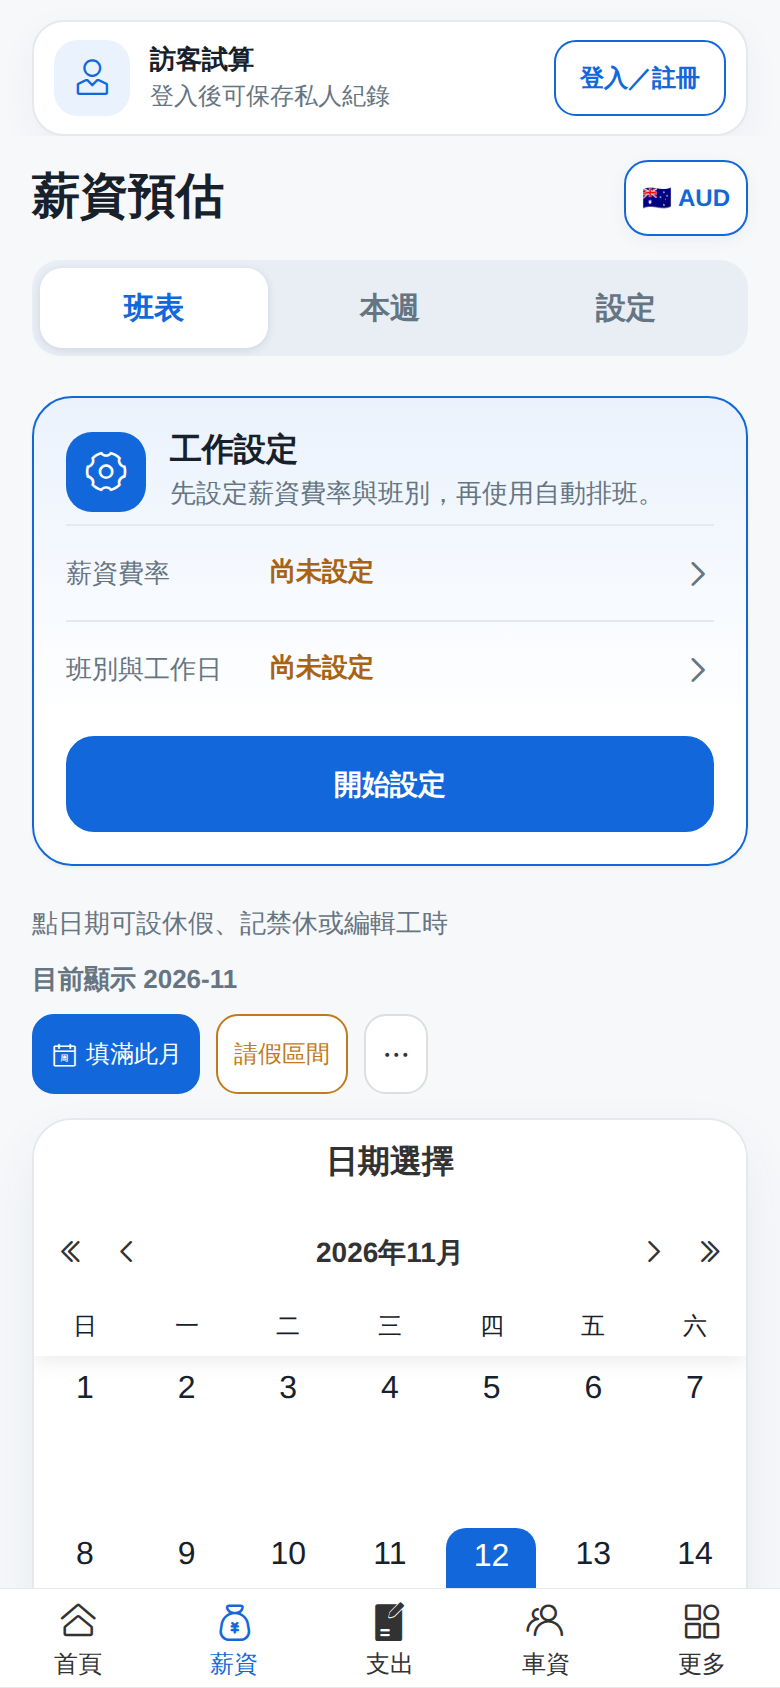 訪客試算
登入後可保存私人紀錄
登入／註冊
薪資預估
🇦🇺 AUD
班表
本週
設定
工作設定
先設定薪資費率與班別，再使用自動排班。
薪資費率
尚未設定
班別與工作日
尚未設定
開始設定
點日期可設休假、記禁休或編輯工時
目前顯示 2026-11
周 填滿此月
請假區間
...
日期選擇
2026年11月
日 一 二 三 四 五 六
1 2 3 4 5 6 7
8 9 10 11 12 13 14
首頁
¥
薪資
支出
車資
更多